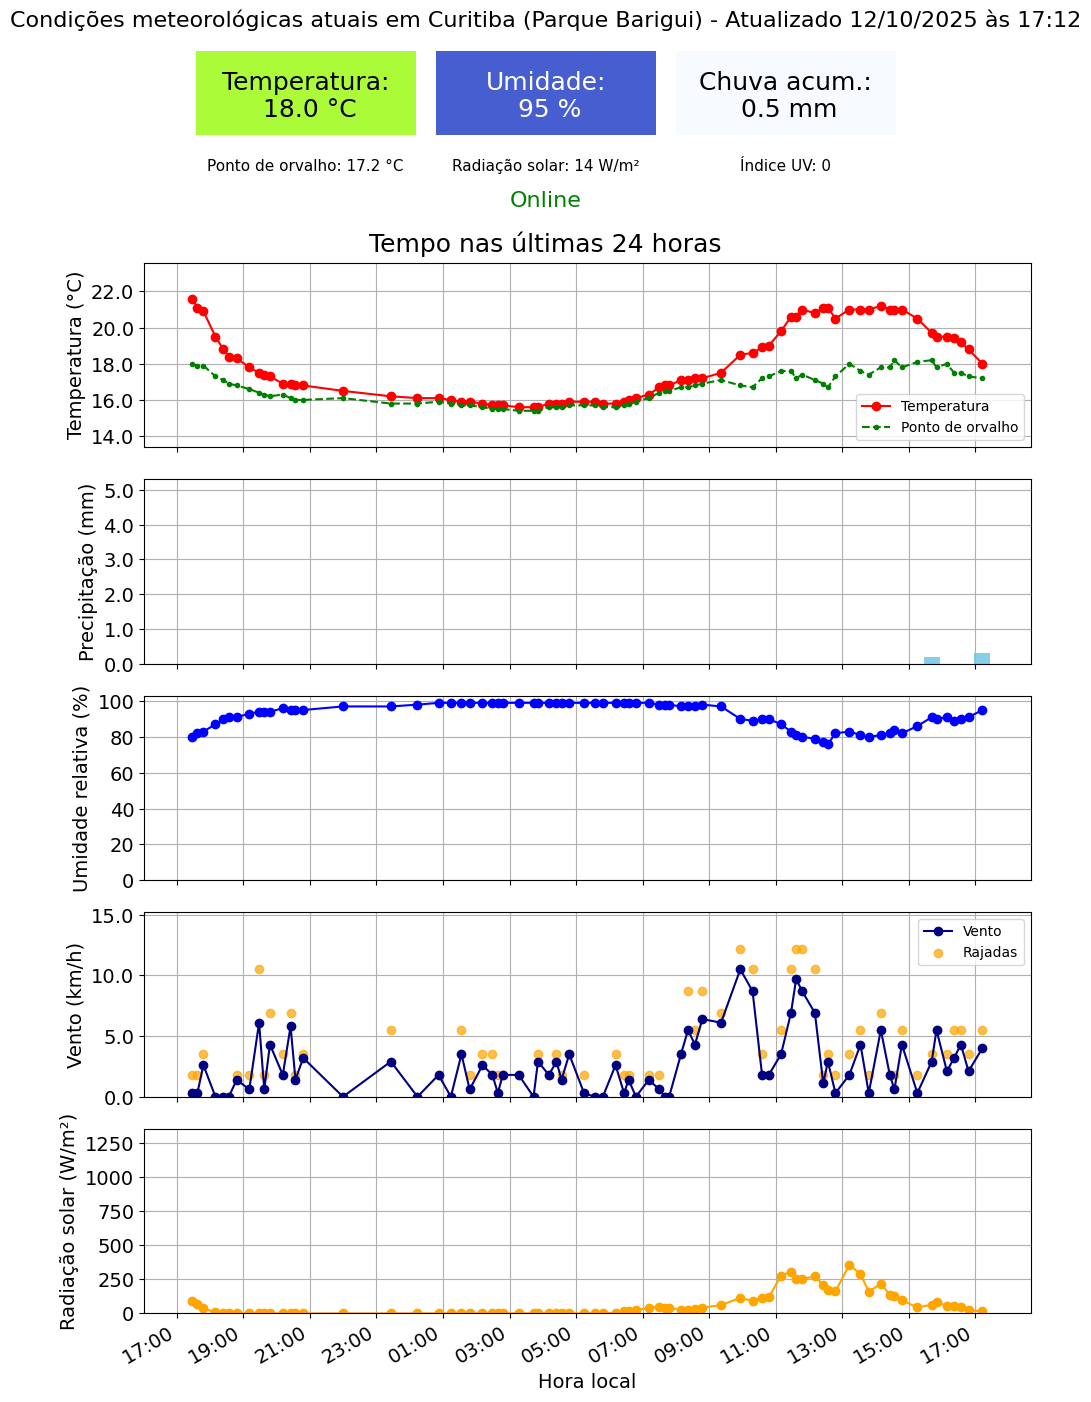 Condições meteorológicas atuais em Curitiba (Parque Barigui) - Atualizado 12/10/2025 às 17:12
Temperatura:
18.0 °C
Umidade:
95 %
Chuva acum.:
0.5 mm
Ponto de orvalho: 17.2 °C
Radiação solar: 14 W/m²
Índice UV: 0
Online
Tempo nas últimas 24 horas
Temperatura (°C)
22.0
20.0
18.0
16.0
14.0
Temperatura
Ponto de orvalho
Precipitação (mm)
5.0
4.0
3.0
2.0
1.0
0.0
Umidade relativa (%)
100
80
60
40
20
0
Vento (km/h)
15.0
10.0
5.0
0.0
Vento
Rajadas
Radiação solar (W/m²)
1250
1000
750
500
250
0
17:00
19:00
21:00
23:00
01:00
03:00
05:00
07:00
09:00
11:00
13:00
15:00
17:00
Hora local